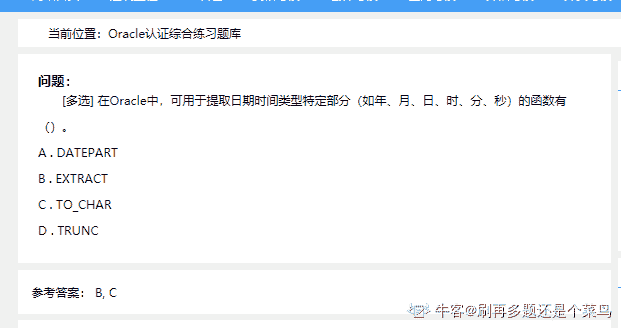 当前位置：Oracle认证综合练习题库
问题：
[多选] 在Oracle中，可用于提取日期时间类型特定部分（如年、月、日、时、分、秒）的函数有
（）。
A . DATEPART
B . EXTRACT
C . TO_CHAR
D . TRUNC
参考答案： B, C
牛客@刷再多题还是个菜鸟